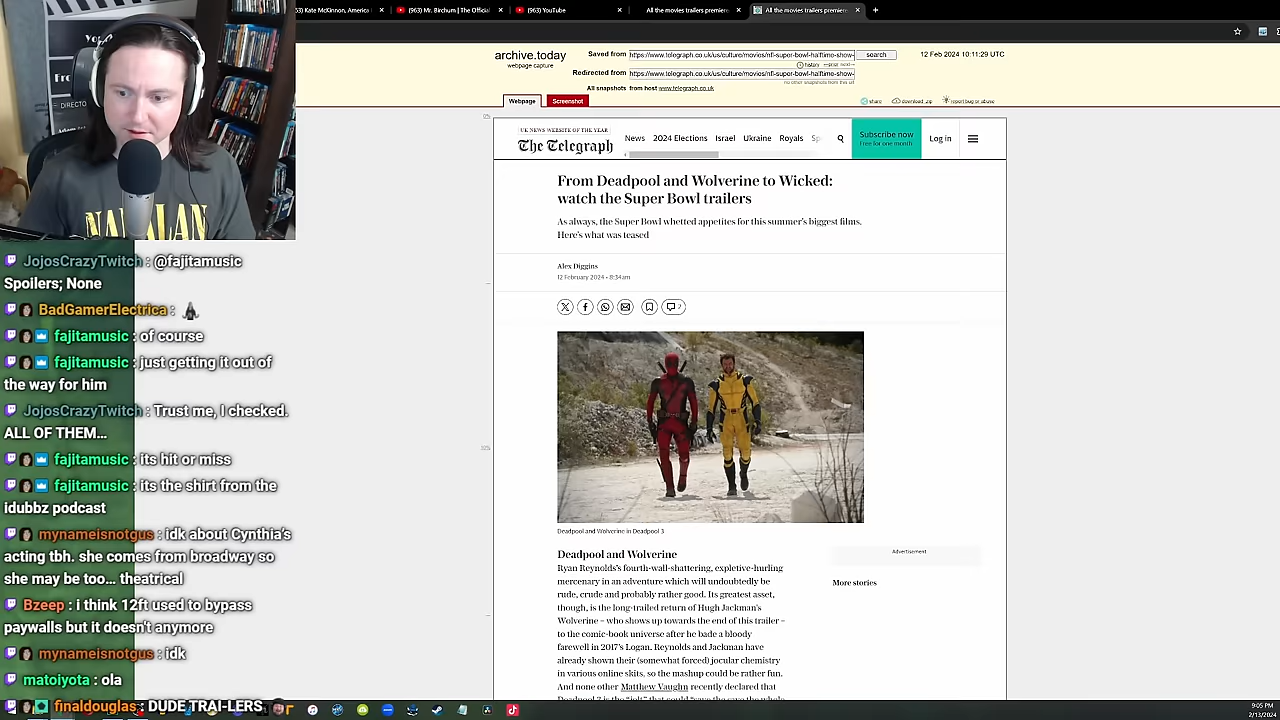 963) Kate McKinnon, America
(963) Mr. Birchum | The Official
(963) YouTube
All the movies trailers premiere
All the movies trailers premiere
archive.today
webpage capture
Saved from
https://www.telegraph.co.uk/us/culture/movies/nfl-super-bowl-halftime-show-
search
12 Feb 2024 10:11:29 UTC
history
Redirected from
https://www.telegraph.co.uk/us/culture/movies/nfl-super-bowl-halftime-show-
no other snapshots from this url
All snapshots from host www.telegraph.co.uk
Webpage
Screenshot
share
download .zip
report bug or abuse
0%
UK NEWS WEBSITE OF THE YEAR
The Telegraph
News 2024 Elections Israel Ukraine Royals Sp
Subscribe now
Free for one month
Log in
From Deadpool and Wolverine to Wicked:
watch the Super Bowl trailers
As always, the Super Bowl whetted appetites for this summer's biggest films.
Here's what was teased
Alex Diggins
12 February 2024 • 8:34am
Deadpool and Wolverine in Deadpool 3
Deadpool and Wolverine
Ryan Reynolds's fourth-wall-shattering, expletive-hurling
mercenary in an adventure which will undoubtedly be
rude, crude and probably rather good. Its greatest asset,
though, is the long-trailed return of Hugh Jackman's
Wolverine – who shows up towards the end of this trailer –
to the comic-book universe after he bade a bloody
farewell in 2017's Logan. Reynolds and Jackman have
already shown their (somewhat forced) jocular chemistry
in various online skits, so the mashup could be rather fun.
And none other Matthew Vaughn recently declared that
Advertisement
More stories
JojosCrazyTwitch : @fajitamusic
Spoilers; None
BadGamerElectrica :
fajitamusic : of course
fajitamusic : just getting it out of
the way for him
JojosCrazyTwitch : Trust me, I checked.
ALL OF THEM...
fajitamusic : its hit or miss
fajitamusic : its the shirt from the
idubbz podcast
mynameisnotgus : idk about Cynthia's
acting tbh. she comes from broadway so
she may be too... theatrical
Bzeep : i think 12ft used to bypass
paywalls but it doesn't anymore
mynameisnotgus : idk
matoiyota : ola
finaldouglas : DUDE TRAI-LERS
9:05 PM
2/13/2024